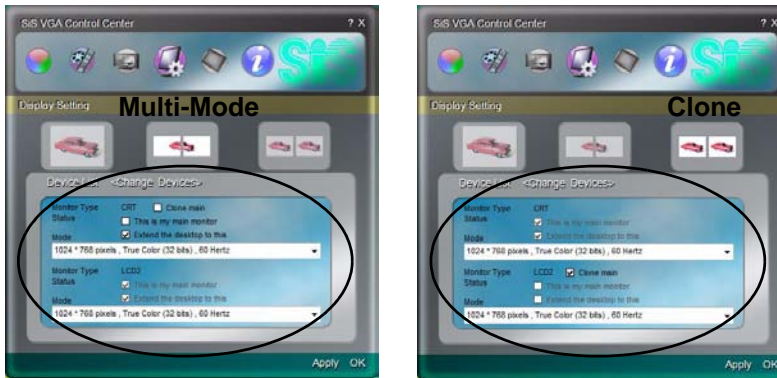 SiS VGA Control Center ? X
SiS
Display Setting
Multi-Mode
Device List <Change Devices>
Monitor Type CRT Clone main
Status This is my main monitor
Extend the desktop to this
Mode
1024 * 768 pixels , True Color (32 bits) , 60 Hertz
Monitor Type LCD2
Status This is my main monitor
Extend the desktop to this
Mode
1024 * 768 pixels , True Color (32 bits) , 60 Hertz
Apply OK
SiS VGA Control Center ? X
SiS
Display Setting
Clone
Device List <Change Devices>
Monitor Type CRT
Status This is my main monitor
Extend the desktop to this
Mode
1024 * 768 pixels , True Color (32 bits) , 60 Hertz
Monitor Type LCD2 Clone main
Status This is my main monitor
Extend the desktop to this
Mode
1024 * 768 pixels , True Color (32 bits) , 60 Hertz
Apply OK